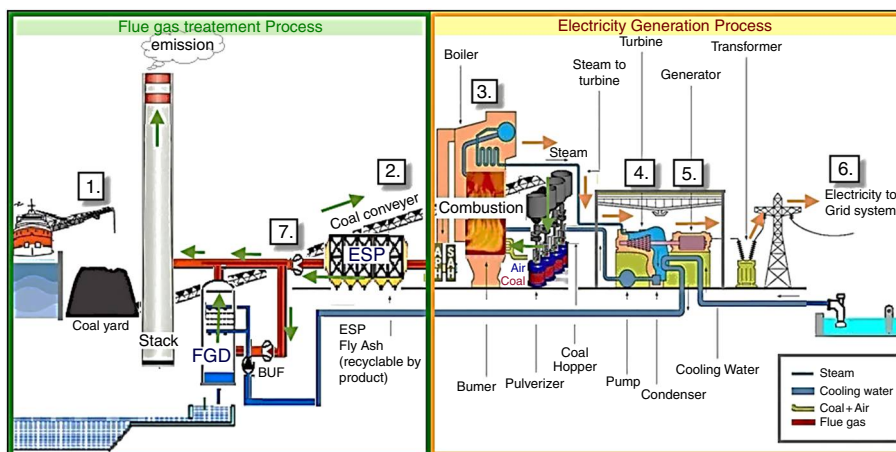 Flue gas treatement Process
Electricity Generation Process
emission
1.
Coal yard
Stack
2.
Coal conveyer
7.
ESP
FGD
BUF
ESP
Fly Ash
(recyclable by
product)
Boiler
3.
Steam to
turbine
Turbine
Generator
Transformer
Steam
Combustion
Air
Coal
4.
5.
6.
Electricity to
Grid system
Bumer
Pulverizer
Coal
Hopper
Pump
Condenser
Cooling Water
Steam
Cooling water
Coal+Air
Flue gas